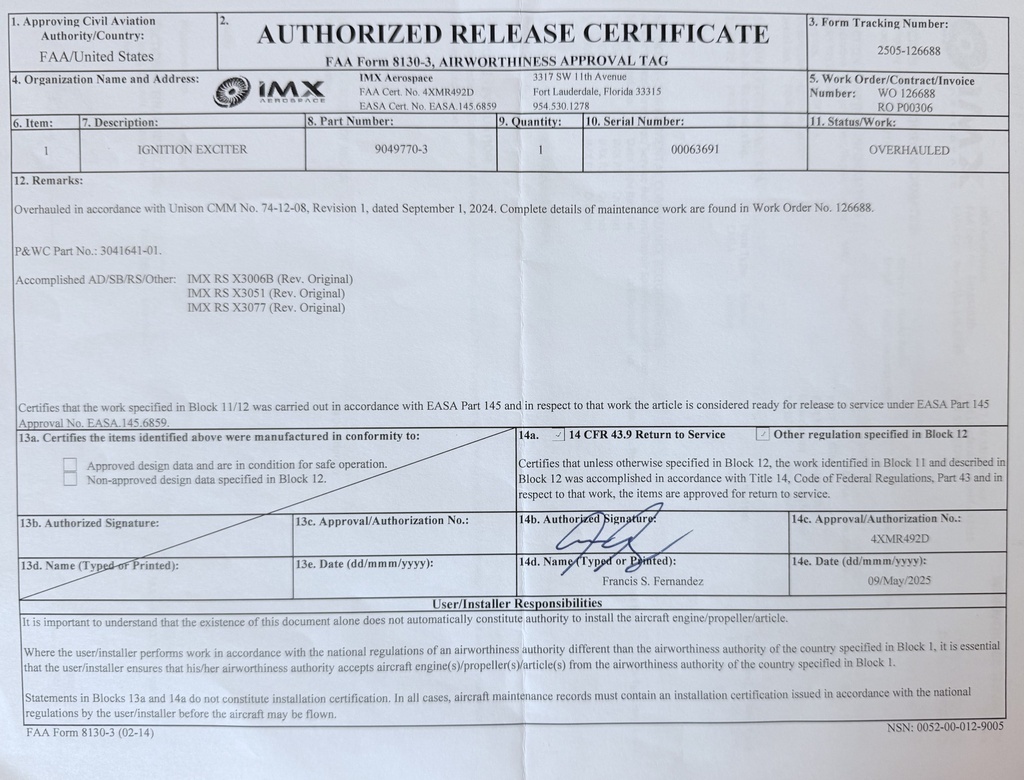 1. Approving Civil Aviation
Authority/Country:
FAA/United States
2.
AUTHORIZED RELEASE CERTIFICATE
FAA Form 8130-3, AIRWORTHINESS APPROVAL TAG
3. Form Tracking Number:
2505-126688
4. Organization Name and Address:
IMX
AEROSPACE
IMX Aerospace
FAA Cert. No. 4XMR492D
EASA Cert. No. EASA.145.6859
3317 SW 11th Avenue
Fort Lauderdale, Florida 33315
954.530.1278
5. Work Order/Contract/Invoice
Number: WO 126688
RO P00306
6. Item:
1
7. Description:
IGNITION EXCITER
8. Part Number:
9049770-3
9. Quantity:
1
10. Serial Number:
00063691
11. Status/Work:
OVERHAULED
12. Remarks:
Overhauled in accordance with Unison CMM No. 74-12-08, Revision 1, dated September 1, 2024. Complete details of maintenance work are found in Work Order No. 126688.
P&WC Part No.: 3041641-01.
Accomplished AD/SB/RS/Other: IMX RS X3006B (Rev. Original)
IMX RS X3051 (Rev. Original)
IMX RS X3077 (Rev. Original)
Certifies that the work specified in Block 11/12 was carried out in accordance with EASA Part 145 and in respect to that work the article is considered ready for release to service under EASA Part 145
Approval No. EASA.145.6859.
13a. Certifies the items identified above were manufactured in conformity to:
Approved design data and are in condition for safe operation.
Non-approved design data specified in Block 12.
14a. ✓ 14 CFR 43.9 Return to Service ✓ Other regulation specified in Block 12
Certifies that unless otherwise specified in Block 12, the work identified in Block 11 and described in
Block 12 was accomplished in accordance with Title 14, Code of Federal Regulations, Part 43 and in
respect to that work, the items are approved for return to service.
13b. Authorized Signature:
13c. Approval/Authorization No.:
14b. Authorized Signature:
14c. Approval/Authorization No.:
4XMR492D
13d. Name (Typed or Printed):
13e. Date (dd/mmm/yyyy):
14d. Name (Typed or Printed):
Francis S. Fernandez
14e. Date (dd/mmm/yyyy):
09/May/2025
User/Installer Responsibilities
It is important to understand that the existence of this document alone does not automatically constitute authority to install the aircraft engine/propeller/article.
Where the user/installer performs work in accordance with the national regulations of an airworthiness authority different than the airworthiness authority of the country specified in Block 1, it is essential
that the user/installer ensures that his/her airworthiness authority accepts aircraft engine(s)/propeller(s)/article(s) from the airworthiness authority of the country specified in Block 1.
Statements in Blocks 13a and 14a do not constitute installation certification. In all cases, aircraft maintenance records must contain an installation certification issued in accordance with the national
regulations by the user/installer before the aircraft may be flown.
FAA Form 8130-3 (02-14)
NSN: 0052-00-012-9005